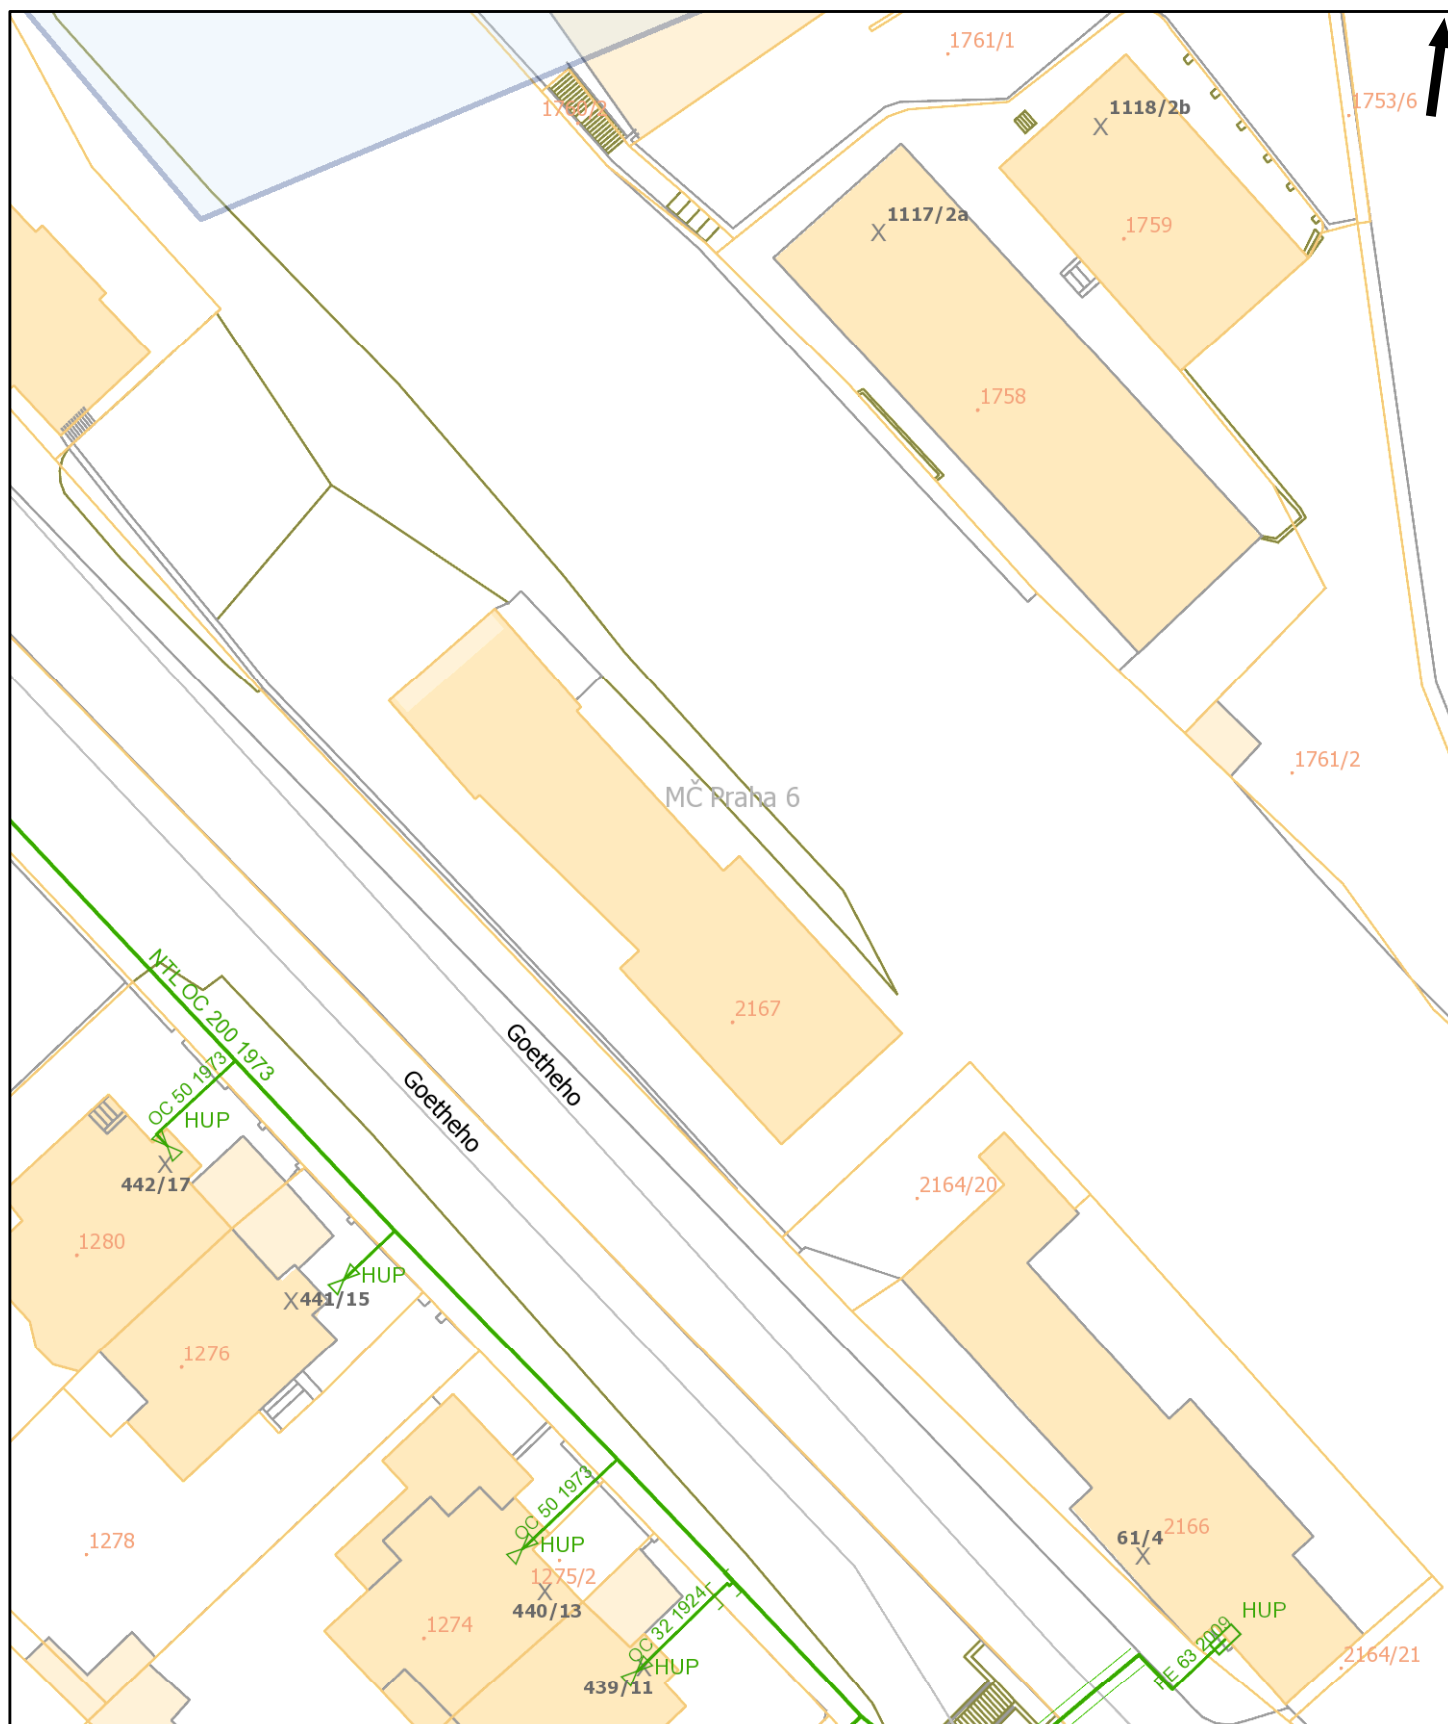 1761/1
1753/6
1118/2b
1760/2
1117/2a
1759
1758
1761/2
MČ Praha 6
2167
NTL OC 200 1973
Goetheho
Goetheho
OC 50 1973
HUP
442/17
2164/20
1280
HUP
441/15
1276
OC 50 1973
HUP
1278
1275/2
440/13
61/4
2166
OC 32 1924
HUP
1274
439/11
HUP
PE 63 2009
2164/21